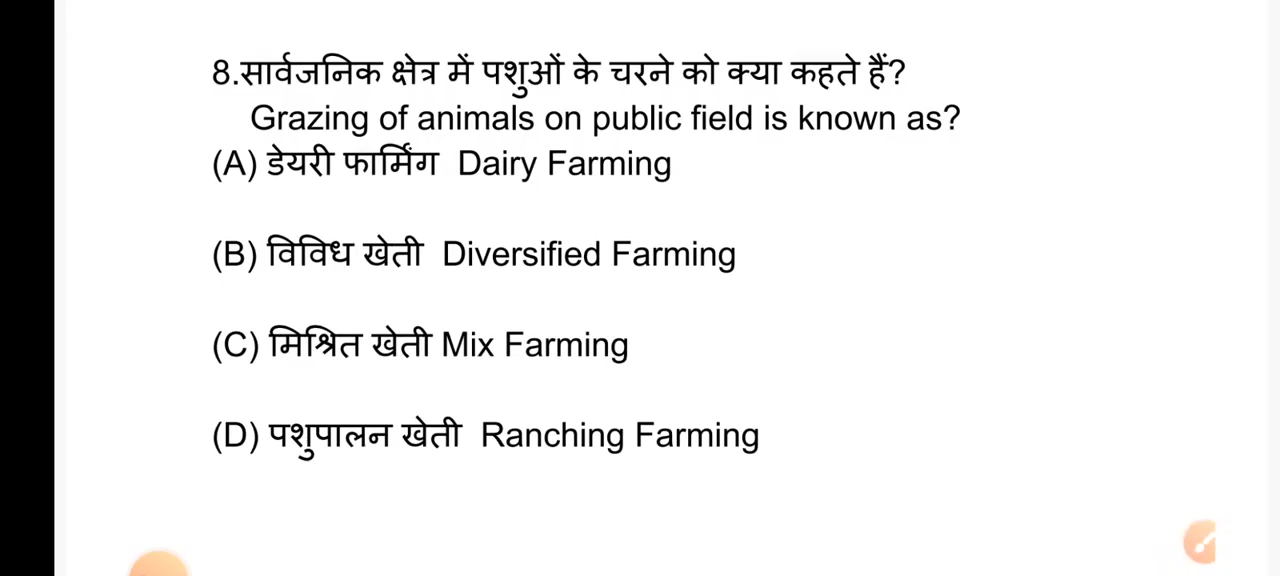 8.सार्वजनिक क्षेत्र में पशुओं के चरने को क्या कहते हैं?
Grazing of animals on public field is known as?
(A) डेयरी फार्मिंग  Dairy Farming
(B) विविध खेती  Diversified Farming
(C) मिश्रित खेती Mix Farming
(D) पशुपालन खेती  Ranching Farming